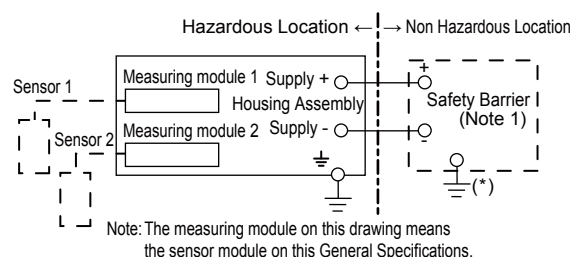 Hazardous Location ← → Non Hazardous Location
Sensor 1
Measuring module 1
Supply +
+
Housing Assembly
Safety Barrier
(Note 1)
Sensor 2
Measuring module 2
Supply -
-
(*)
Note: The measuring module on this drawing means
the sensor module on this General Specifications.